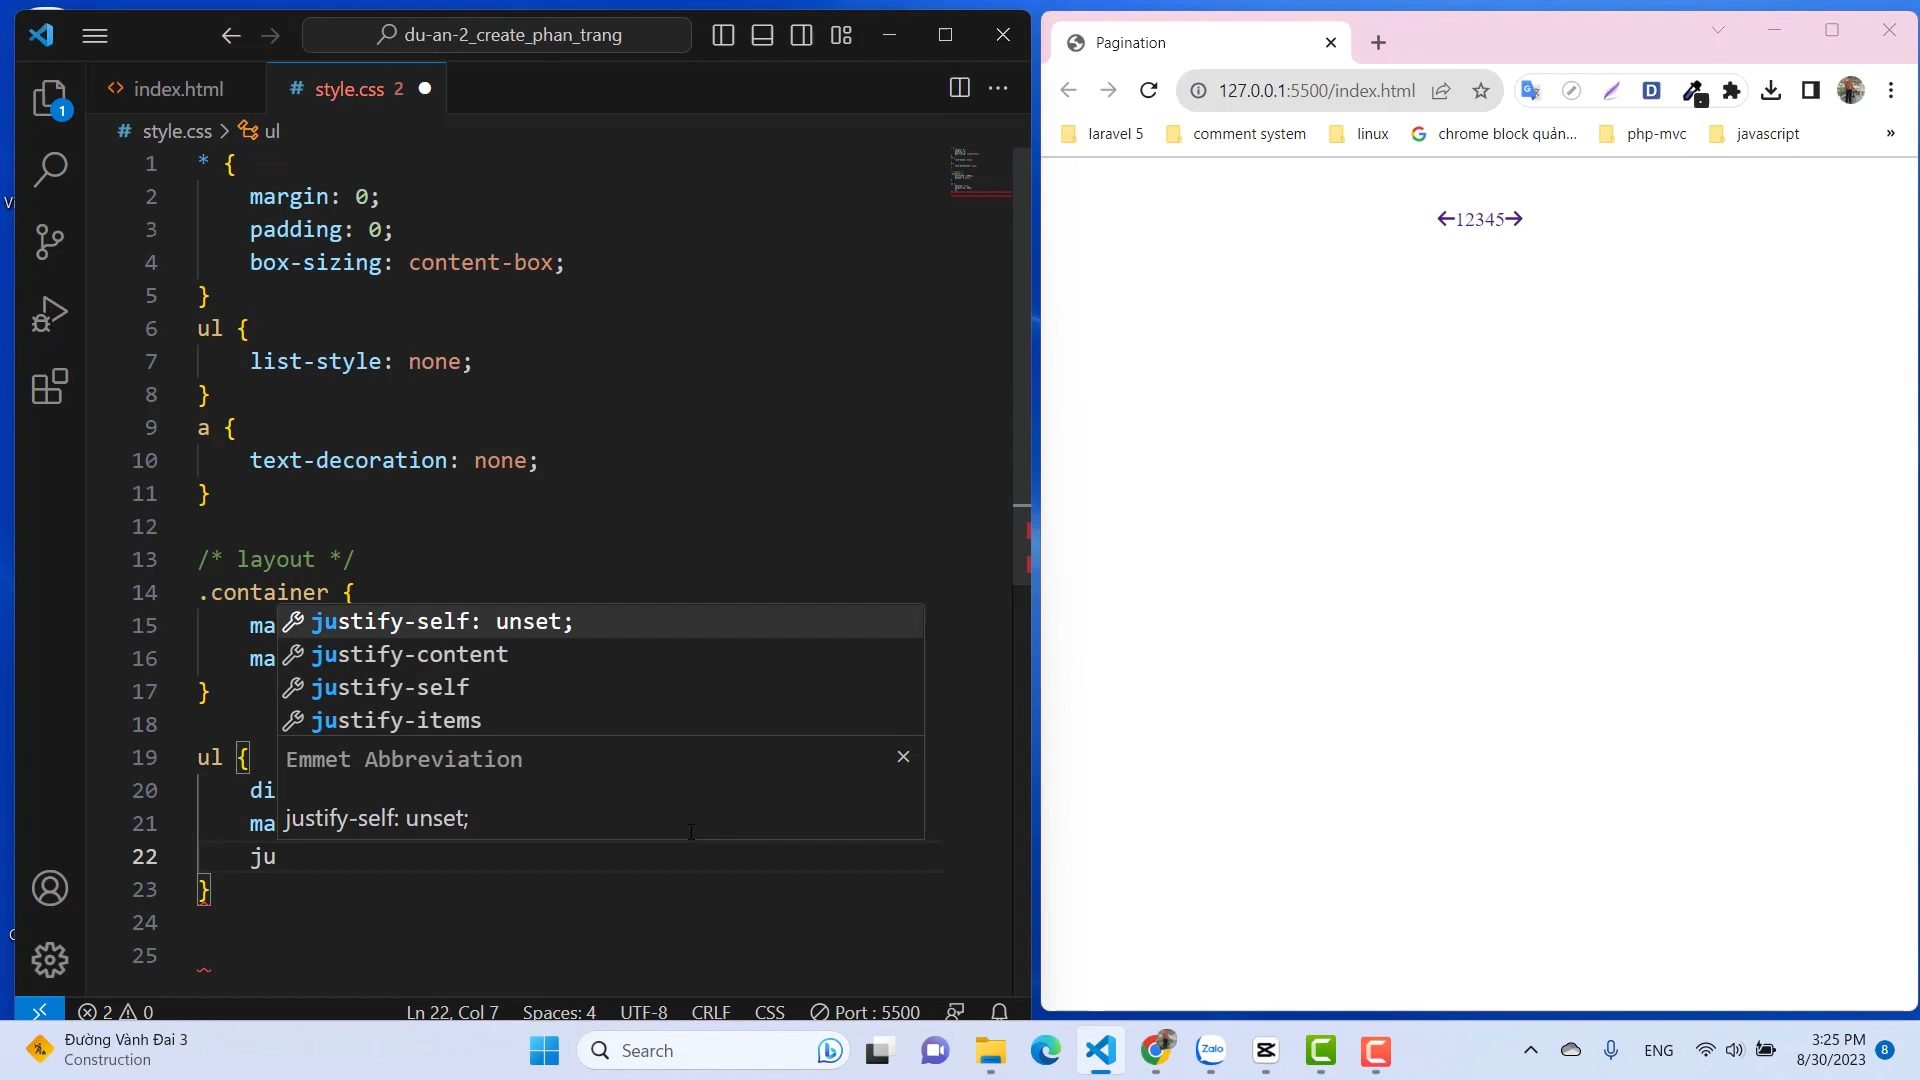 du-an-2_create_phan_trang
Pagination
index.html
style.css 2
127.0.0.1:5500/index.html
1
style.css > ul
laravel 5
comment system
linux
chrome block quản...
php-mvc
javascript
»
1 * {
2 margin: 0;
3 padding: 0;
4 box-sizing: content-box;
5 }
6 ul {
7 list-style: none;
8 }
9 a {
10 text-decoration: none;
11 }
12
13 /* layout */
14 .container {
15 ma
16 ma
17 }
18
19 ul {
20 di
21 ma
22 ju
23 }
24
25
justify-self: unset;
justify-content
justify-self
justify-items
Emmet Abbreviation
justify-self: unset;
←12345→
2 0
Ln 22, Col 7
Spaces: 4
UTF-8
CRLF
CSS
Port : 5500
Đường Vành Đai 3
Construction
Search
Zalo
ENG
3:25 PM
8/30/2023
8